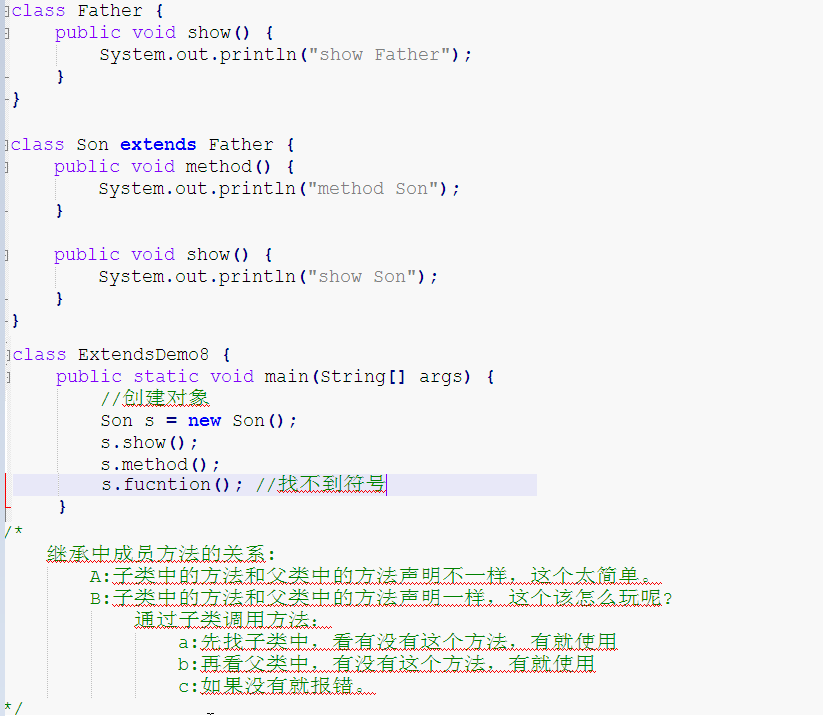 class Father {
public void show() {
System.out.println("show Father");
}
}
class Son extends Father {
public void method() {
System.out.println("method Son");
}
public void show() {
System.out.println("show Son");
}
}
class ExtendsDemo8 {
public static void main(String[] args) {
//创建对象
Son s = new Son();
s.show();
s.method();
s.fucntion(); //找不到符号
}
/*
继承中成员方法的关系:
A:子类中的方法和父类中的方法声明不一样，这个太简单。
B:子类中的方法和父类中的方法声明一样，这个该怎么玩呢?
通过子类调用方法：
a:先找子类中，看有没有这个方法，有就使用
b:再看父类中，有没有这个方法，有就使用
c:如果没有就报错。
*/